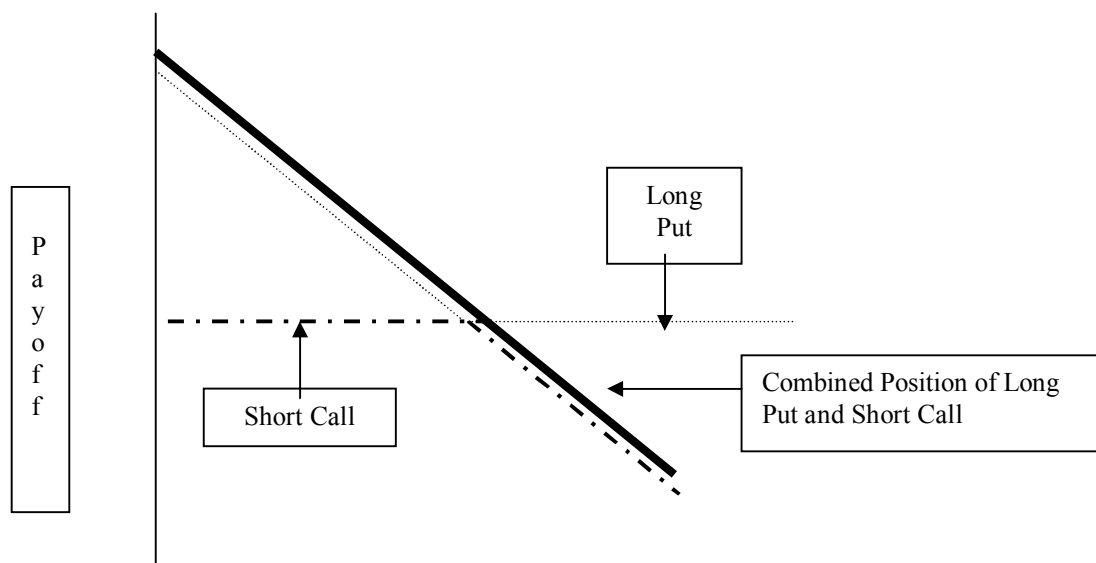 Long
Put
P
a
y
o
f
f
Combined Position of Long
Put and Short Call
Short Call